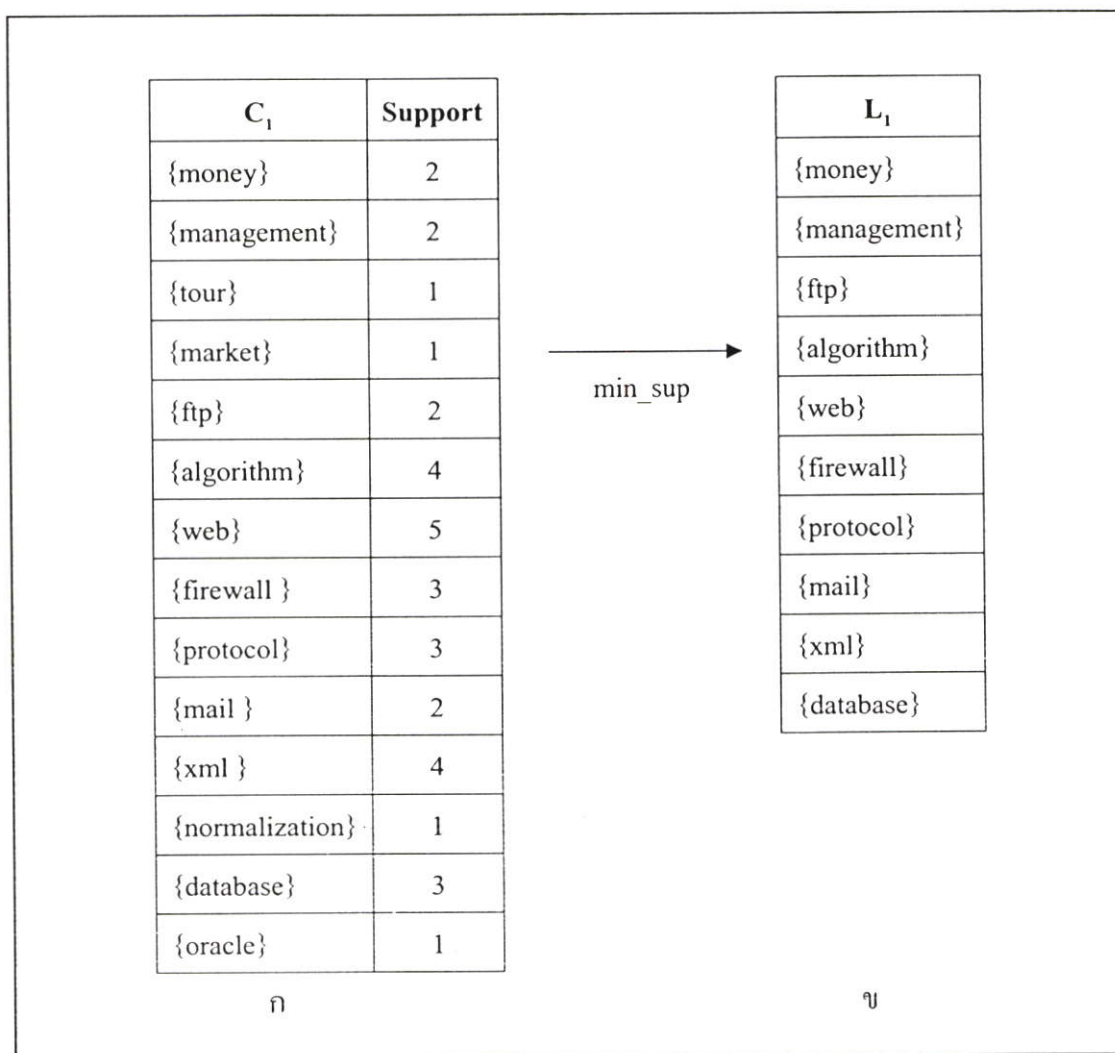 C₁ Support
{money} 2
{management} 2
{tour} 1
{market} 1
{ftp} 2
{algorithm} 4
{web} 5
{firewall } 3
{protocol} 3
{mail } 2
{xml } 4
{normalization} 1
{database} 3
{oracle} 1
ก
min_sup
L₁
{money}
{management}
{ftp}
{algorithm}
{web}
{firewall}
{protocol}
{mail}
{xml}
{database}
ข